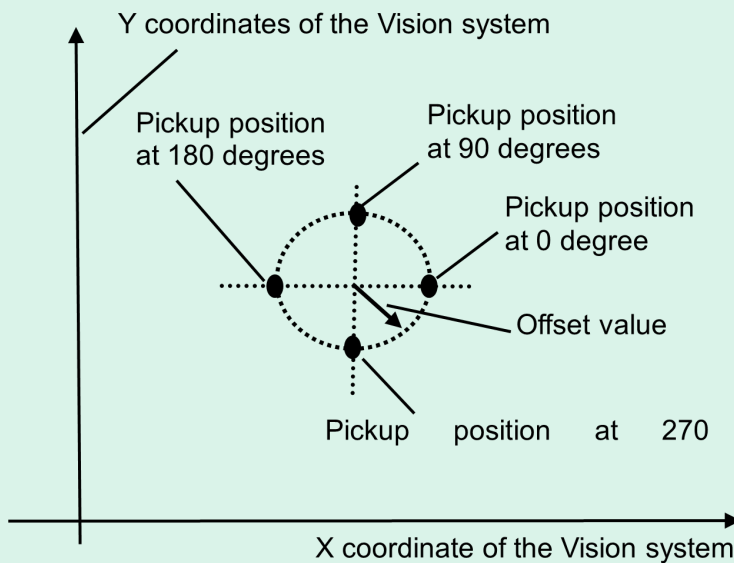 Y coordinates of the Vision system
Pickup position
at 180 degrees
Pickup position
at 90 degrees
Pickup position
at 0 degree
Offset value
Pickup position at 270
X coordinate of the Vision system